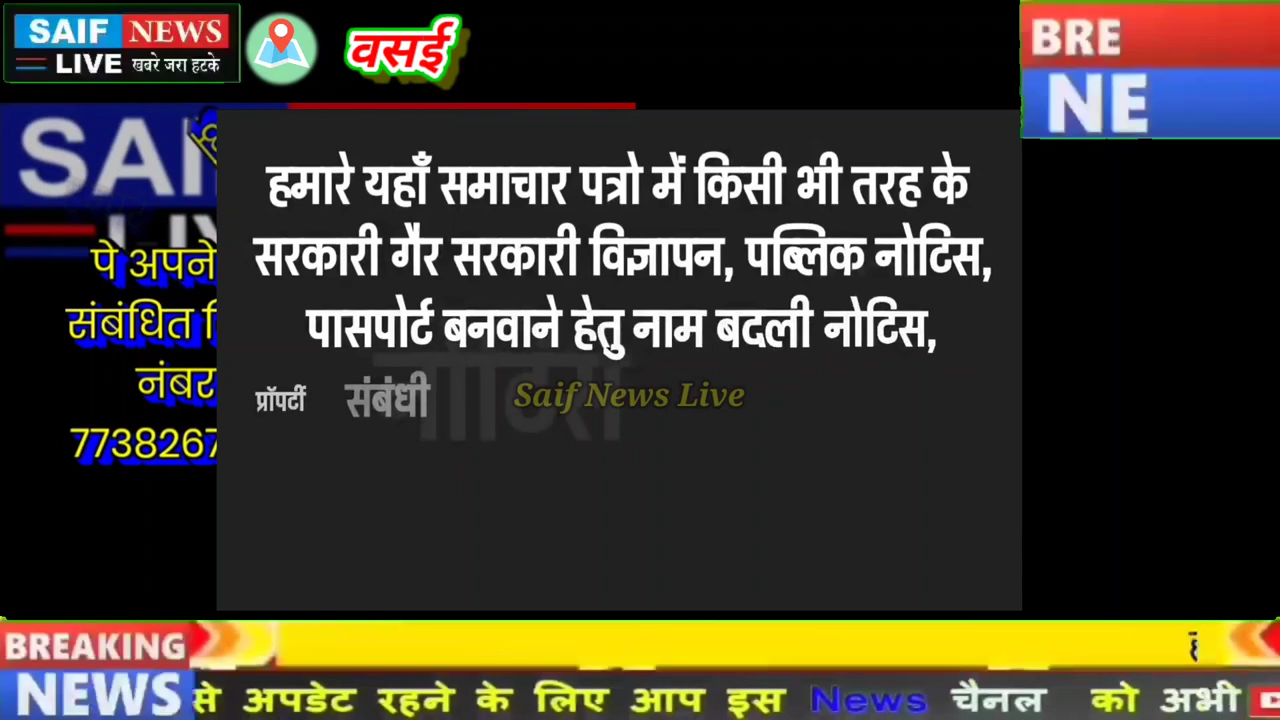 SAIF NEWS
LIVE खबरे जरा हटके
वसई
BRE
NE
SAI
हमारे यहाँ समाचार पत्रो में किसी भी तरह के
सरकारी गैर सरकारी विज्ञापन, पब्लिक नोटिस,
पासपोर्ट बनवाने हेतु नाम बदली नोटिस,
प्रॉपर्टी संबंधी
Saif News Live
पे अपने
संबंधित
नंबर
7738267
BREAKING
NEWS
से अपडेट रहने के लिए आप इस News चैनल को अभी